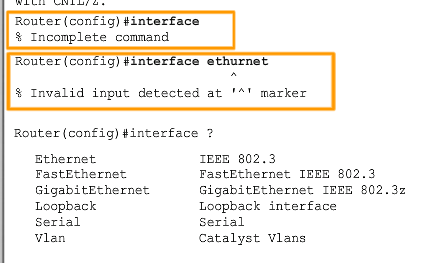 with CNTL/Z.
Router(config)#interface
% Incomplete command
Router(config)#interface ethurnet
^
% Invalid input detected at '^' marker
Router(config)#interface ?
Ethernet IEEE 802.3
FastEthernet FastEthernet IEEE 802.3
GigabitEthernet GigabitEthernet IEEE 802.3z
Loopback Loopback interface
Serial Serial
Vlan Catalyst Vlans